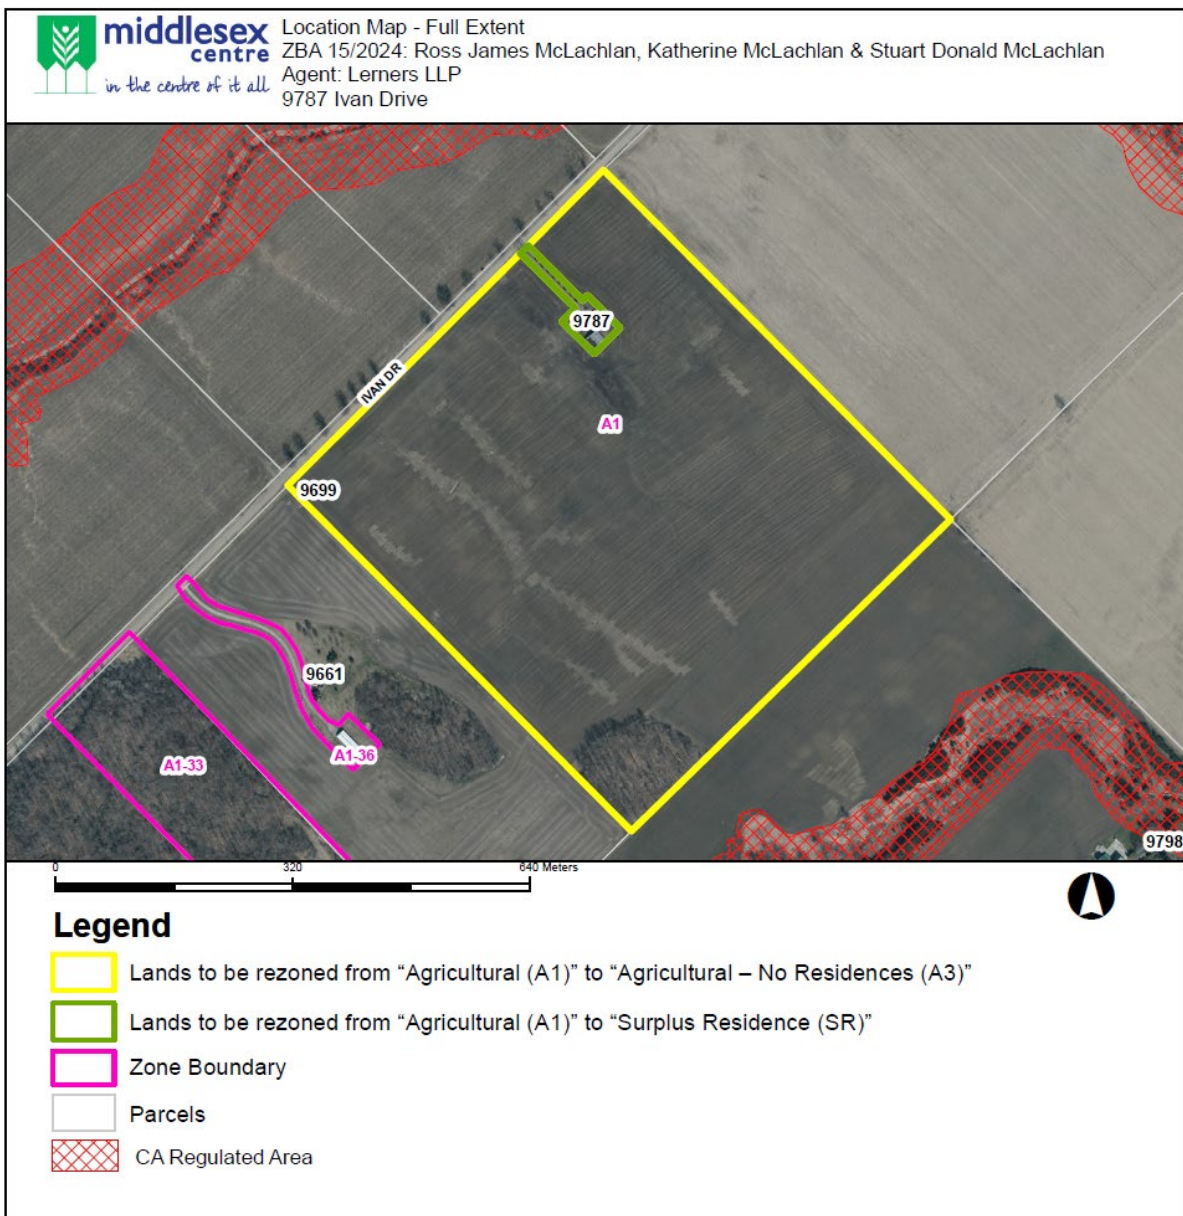 middlesex
centre
in the centre of it all
Location Map - Full Extent
ZBA 15/2024: Ross James McLachlan, Katherine McLachlan & Stuart Donald McLachlan
Agent: Lerners LLP
9787 Ivan Drive
9787
IVAN DR
A1
9699
9661
A1-36
A1-33
9798
0 320 640 Meters
Legend
Lands to be rezoned from “Agricultural (A1)” to “Agricultural – No Residences (A3)”
Lands to be rezoned from “Agricultural (A1)” to “Surplus Residence (SR)”
Zone Boundary
Parcels
CA Regulated Area